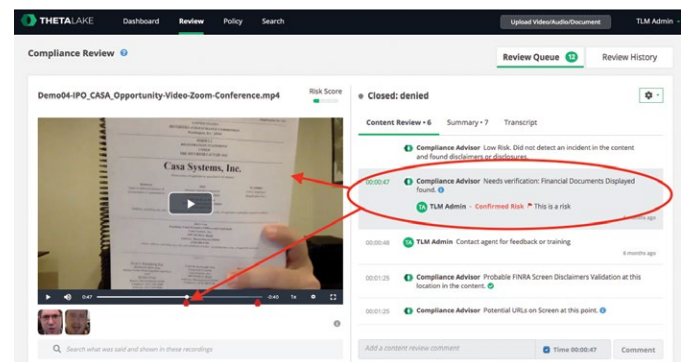 THETALAKE
Dashboard
Review
Policy
Search
Upload Video/Audio/Document
TLM Admin
Compliance Review
Review Queue 12
Review History
Demo04-IPO_CASA_Opportunity-Video-Zoom-Conference.mp4
Risk Score
Casa Systems, Inc.
0:47
-0:40
1x
Search what was said and shown in these recordings
Closed: denied
Content Review • 6
Summary • 7
Transcript
Compliance Advisor Low Risk. Did not detect an incident in the content
and found disclaimers or disclosures.
00:00:47
Compliance Advisor Needs verification: Financial Documents Displayed
found.
TA TLM Admin - Confirmed Risk This is a risk
months ago
00:00:48
TA TLM Admin Contact agent for feedback or training
6 months ago
00:01:25
Compliance Advisor Probable FINRA Screen Disclaimers Validation at this
location in the content.
00:01:25
Compliance Advisor Potential URLs on Screen at this point.
Add a content review comment
Time 00:00:47
Comment